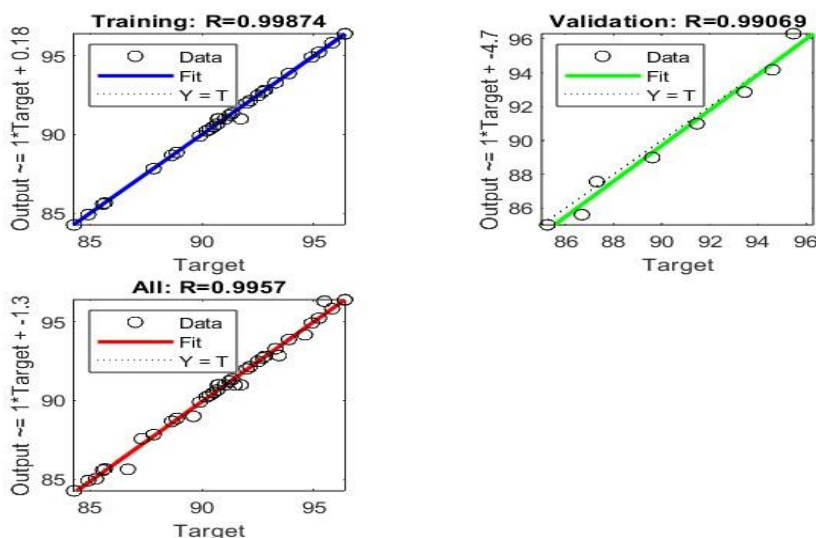 Training: R=0.99874
Output ~= 1*Target + 0.18
95
90
85
Data
Fit
Y = T
85 90 95
Target
Validation: R=0.99069
Output ~= 1*Target + -4.7
96
94
92
90
88
86
Data
Fit
Y = T
86 88 90 92 94 96
Target
All: R=0.9957
Output ~= 1*Target + -1.3
95
90
85
Data
Fit
Y = T
85 90 95
Target